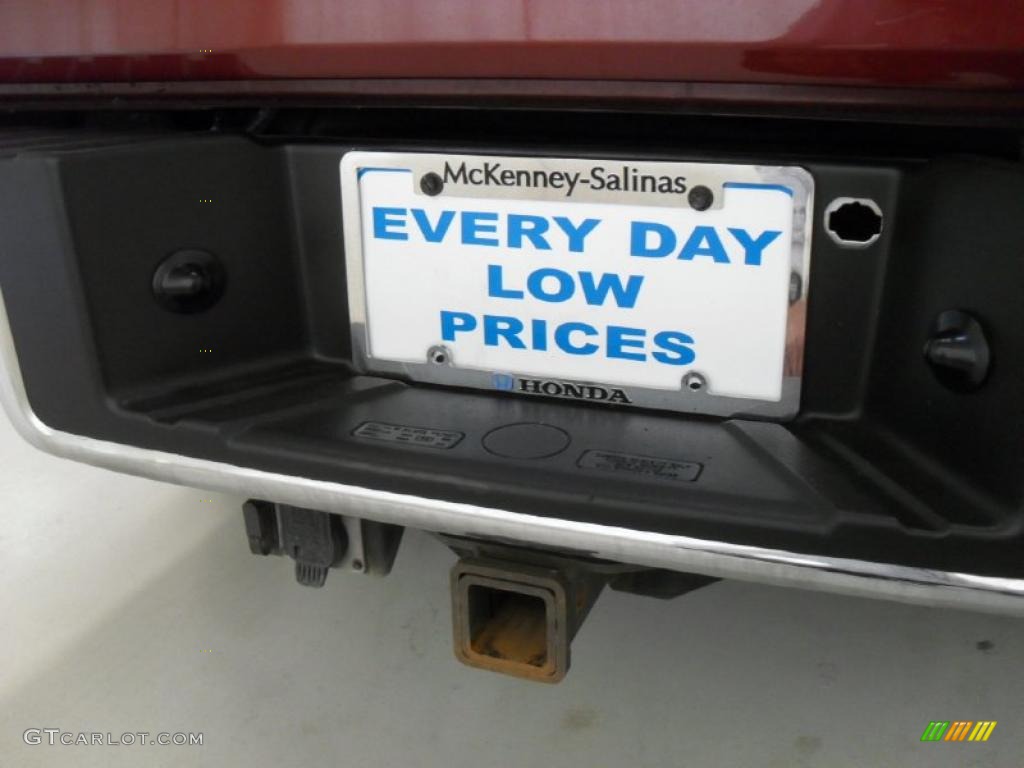 McKenney-Salinas
EVERY DAY
LOW
PRICES
HONDA
GTCARLOT.COM